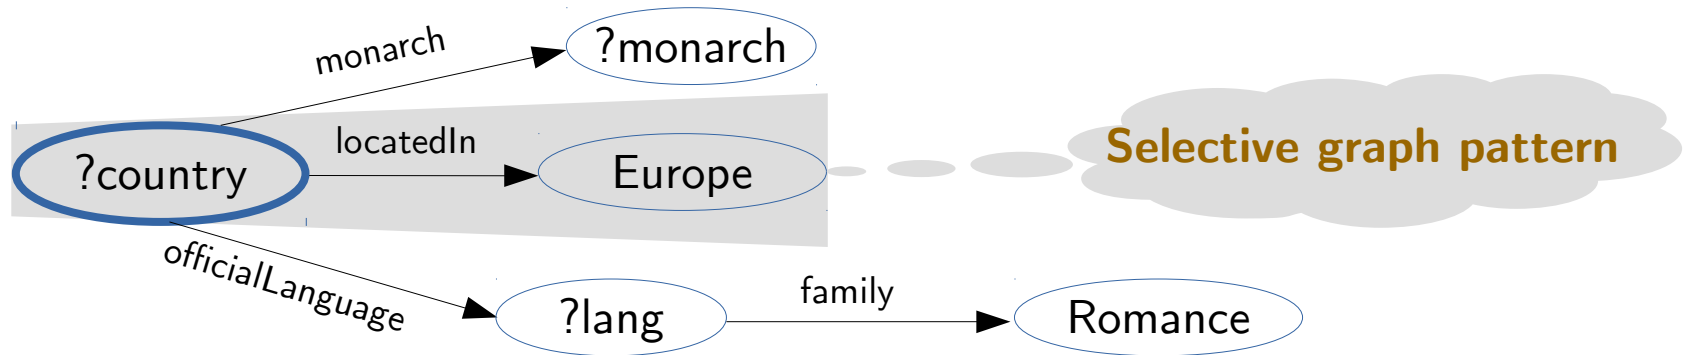 monarch
?monarch
?country
locatedIn
Europe
Selective graph pattern
officialLanguage
?lang
family
Romance